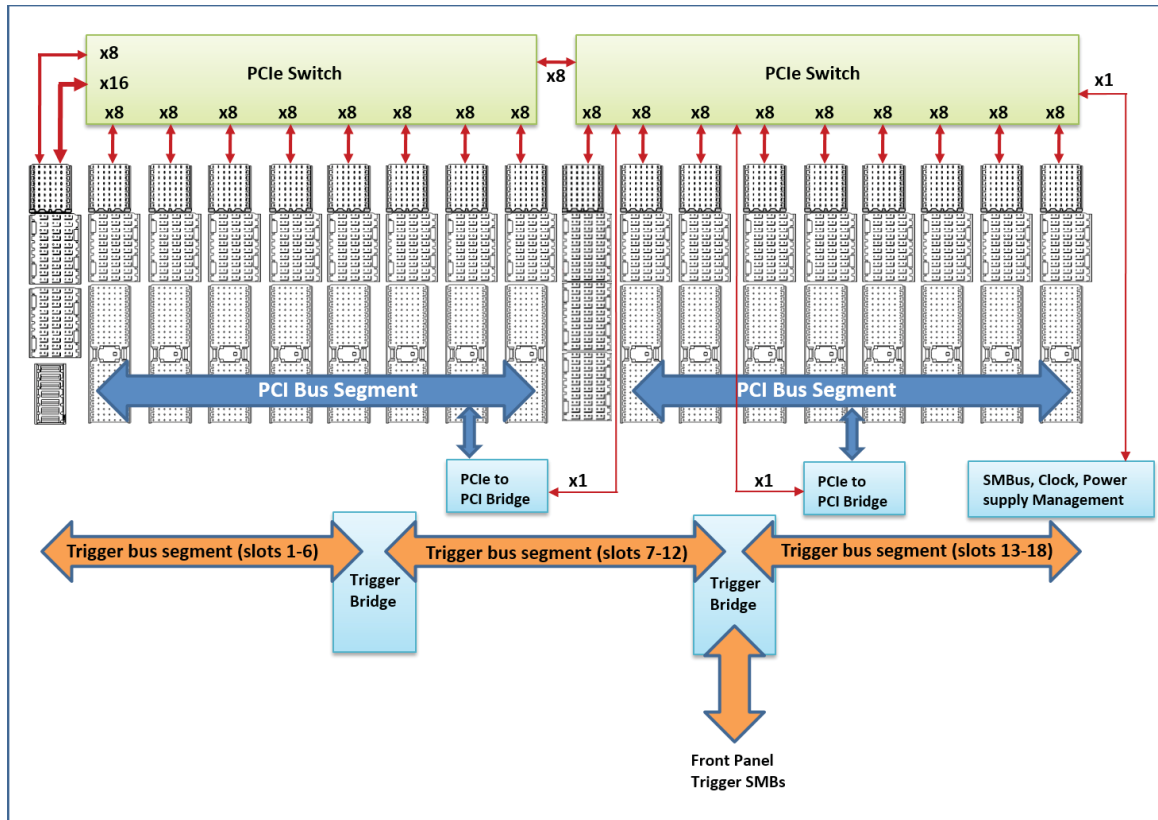 x8
x16
PCIe Switch
x8 x8 x8 x8 x8 x8 x8 x8
x8
PCIe Switch
x8 x8 x8 x8 x8 x8 x8 x8 x8
x1
PCI Bus Segment
PCI Bus Segment
PCIe to
PCI Bridge
x1
x1
PCIe to
PCI Bridge
SMBus, Clock, Power
supply Management
Trigger bus segment (slots 1-6)
Trigger bus segment (slots 7-12)
Trigger bus segment (slots 13-18)
Trigger
Bridge
Trigger
Bridge
Front Panel
Trigger SMBs